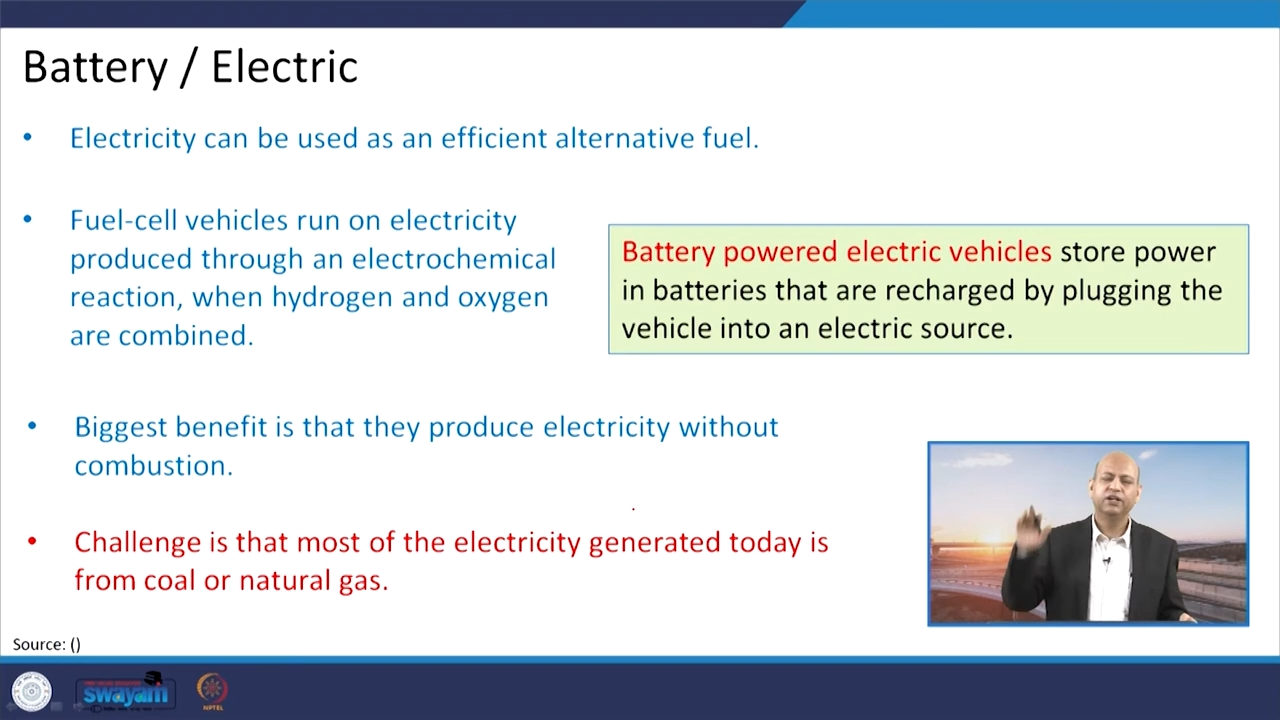 Battery / Electric
• Electricity can be used as an efficient alternative fuel.
• Fuel-cell vehicles run on electricity
produced through an electrochemical
reaction, when hydrogen and oxygen
are combined.
Battery powered electric vehicles store power
in batteries that are recharged by plugging the
vehicle into an electric source.
• Biggest benefit is that they produce electricity without
combustion.
• Challenge is that most of the electricity generated today is
from coal or natural gas.
Source: ()
swayam
NPTEL